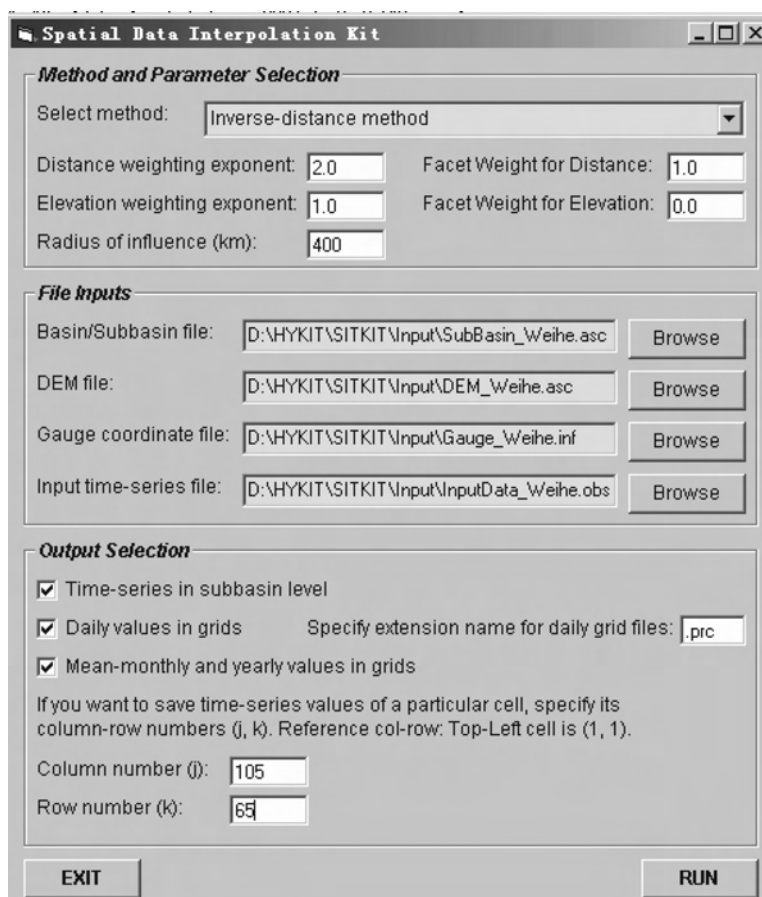 Spatial Data Interpolation Kit
Method and Parameter Selection
Select method: Inverse-distance method
Distance weighting exponent: 2.0 Facet Weight for Distance: 1.0
Elevation weighting exponent: 1.0 Facet Weight for Elevation: 0.0
Radius of influence (km): 400
File Inputs
Basin/Subbasin file: D:\HYKIT\SITKIT\Input\SubBasin_Weihe.asc Browse
DEM file: D:\HYKIT\SITKIT\Input\DEM_Weihe.asc Browse
Gauge coordinate file: D:\HYKIT\SITKIT\Input\Gauge_Weihe.inf Browse
Input time-series file: D:\HYKIT\SITKIT\Input\InputData_Weihe.obs Browse
Output Selection
Time-series in subbasin level
Daily values in grids Specify extension name for daily grid files: .prc
Mean-monthly and yearly values in grids
If you want to save time-series values of a particular cell, specify its
column-row numbers (j, k). Reference col-row: Top-Left cell is (1, 1).
Column number (j): 105
Row number (k): 65
EXIT RUN